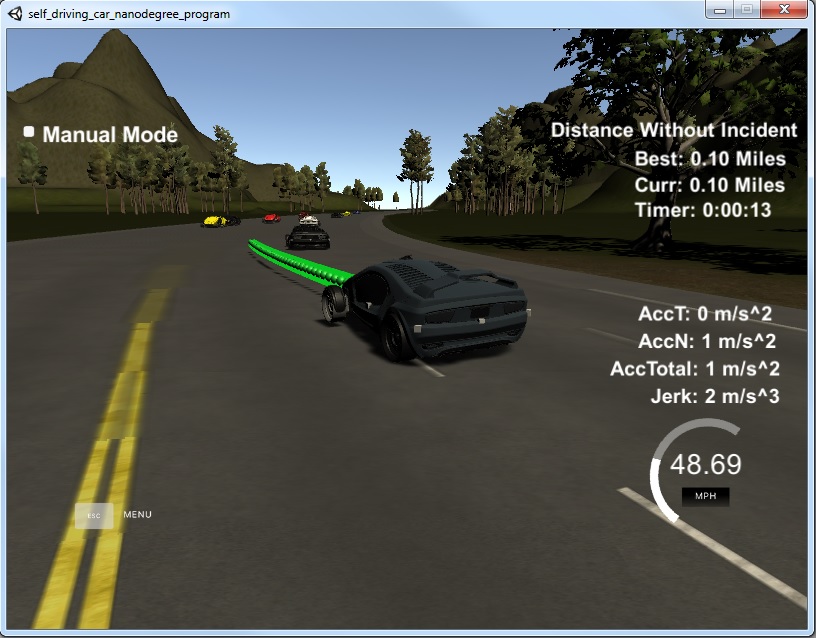 self_driving_car_nanodegree_program
Manual Mode
Distance Without Incident
Best: 0.10 Miles
Curr: 0.10 Miles
Timer: 0:00:13
AccT: 0 m/s^2
AccN: 1 m/s^2
AccTotal: 1 m/s^2
Jerk: 2 m/s^3
48.69
MPH
ESC MENU